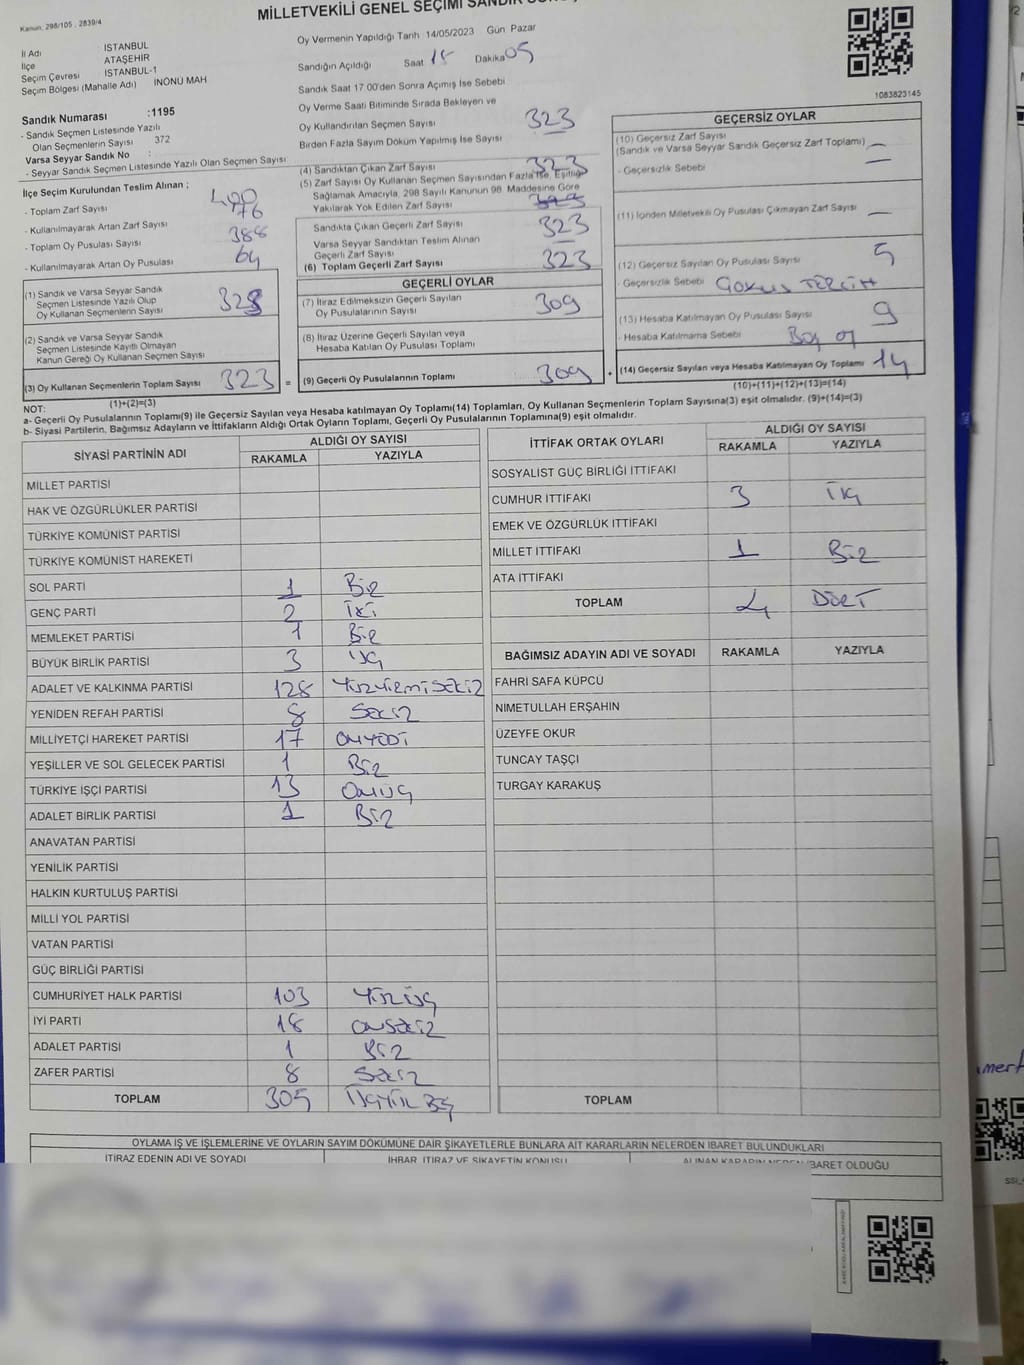 Kanun: 298/105 , 2839/4
MİLLETVEKİLİ GENEL SEÇİMİ SANDIK
İl Adı İSTANBUL
İlçe ATAŞEHİR
Seçim Çevresi İSTANBUL-1
Seçim Bölgesi (Mahalle Adı) İNÖNÜ MAH
Sandık Numarası :1195
- Sandık Seçmen Listesinde Yazılı
Olan Seçmenlerin Sayısı 372
Varsa Seyyar Sandık No :
- Seyyar Sandık Seçmen Listesinde Yazılı Olan Seçmen Sayısı
Oy Vermenin Yapıldığı Tarih 14/05/2023 Gün Pazar
Sandığın Açıldığı Saat 18 Dakika 05
Sandık Saat 17.00'den Sonra Açılmış İse Sebebi
Oy Verme Saati Bitiminde Sırada Bekleyen ve
Oy Kullandırılan Seçmen Sayısı 323
Birden Fazla Sayım Döküm Yapılmış İse Sayısı
1083823145
İlçe Seçim Kurulundan Teslim Alınan ;
- Toplam Zarf Sayısı 400
- Kullanılmayarak Artan Zarf Sayısı 76
- Toplam Oy Pusulası Sayısı 388
- Kullanılmayarak Artan Oy Pusulası 64
(4) Sandıktan Çıkan Zarf Sayısı 323
(5) Zarf Sayısı Oy Kullanan Seçmen Sayısından Fazla İse, Eşitliği
Sağlamak Amacıyla, 298 Sayılı Kanunun 98. Maddesine Göre
Yakılarak Yok Edilen Zarf Sayısı
Sandıkta Çıkan Geçerli Zarf Sayısı 323
Varsa Seyyar Sandıktan Teslim Alınan
Geçerli Zarf Sayısı
(6) Toplam Geçerli Zarf Sayısı 323
GEÇERSİZ OYLAR
(10) Geçersiz Zarf Sayısı
(Sandık ve Varsa Seyyar Sandık Geçersiz Zarf Toplamı) —
- Geçersizlik Sebebi —
(11) İçinden Milletvekili Oy Pusulası Çıkmayan Zarf Sayısı —
(12) Geçersiz Sayılan Oy Pusulası Sayısı 5
- Geçersizlik Sebebi
(13) Hesaba Katılmayan Oy Pusulası Sayısı 9
- Hesaba Katılmama Sebebi Boş oy
(14) Geçersiz Sayılan veya Hesaba Katılmayan Oy Toplamı 14
(10)+(11)+(12)+(13)=(14)
(1) Sandık ve Varsa Seyyar Sandık
Seçmen Listesinde Yazılı Olup
Oy Kullanan Seçmenlerin Sayısı 323
(2) Sandık ve Varsa Seyyar Sandık
Seçmen Listesinde Kayıtlı Olmayan
Kanun Gereği Oy Kullanan Seçmen Sayısı
(3) Oy Kullanan Seçmenlerin Toplam Sayısı 323 =
(1)+(2)=(3)
GEÇERLİ OYLAR
(7) İtiraz Edilmeksizin Geçerli Sayılan
Oy Pusulalarının Sayısı 309
(8) İtiraz Üzerine Geçerli Sayılan veya
Hesaba Katılan Oy Pusulası Toplamı
(9) Geçerli Oy Pusulalarının Toplamı 309 +
NOT:
a- Geçerli Oy Pusulalarının Toplamı(9) ile Geçersiz Sayılan veya Hesaba katılmayan Oy Toplamı(14) Toplamları, Oy Kullanan Seçmenlerin Toplam Sayısına(3) eşit olmalıdır. (9)+(14)=(3)
b- Siyasi Partilerin, Bağımsız Adayların ve İttifakların Aldığı Ortak Oyların Toplamı, Geçerli Oy Pusulalarının Toplamına(9) eşit olmalıdır.
SİYASİ PARTİNİN ADI ALDIĞI OY SAYISI
RAKAMLA YAZIYLA
MİLLET PARTİSİ
HAK VE ÖZGÜRLÜKLER PARTİSİ
TÜRKİYE KOMÜNİST PARTİSİ
TÜRKİYE KOMÜNİST HAREKETİ
SOL PARTİ 1 Bir
GENÇ PARTİ 2 İki
MEMLEKET PARTİSİ 1 Bir
BÜYÜK BİRLİK PARTİSİ 3 Üç
ADALET VE KALKINMA PARTİSİ 128 Yüzyirmisekiz
YENİDEN REFAH PARTİSİ 8 Sekiz
MİLLİYETÇİ HAREKET PARTİSİ 17 Onyedi
YEŞİLLER VE SOL GELECEK PARTİSİ 1 Bir
TÜRKİYE İŞÇİ PARTİSİ 13 Onüç
ADALET BİRLİK PARTİSİ 1 Bir
ANAVATAN PARTİSİ
YENİLİK PARTİSİ
HALKIN KURTULUŞ PARTİSİ
MİLLİ YOL PARTİSİ
VATAN PARTİSİ
GÜÇ BİRLİĞİ PARTİSİ
CUMHURİYET HALK PARTİSİ 103 Yüzüç
İYİ PARTİ 18 Onsekiz
ADALET PARTİSİ 1 Bir
ZAFER PARTİSİ 8 Sekiz
TOPLAM 305 Üçyüz Beş
İTTİFAK ORTAK OYLARI ALDIĞI OY SAYISI
RAKAMLA YAZIYLA
SOSYALİST GÜÇ BİRLİĞİ İTTİFAKI
CUMHUR İTTİFAKI 3 Üç
EMEK VE ÖZGÜRLÜK İTTİFAKI
MİLLET İTTİFAKI 1 Bir
ATA İTTİFAKI
TOPLAM 4 Dört
BAĞIMSIZ ADAYIN ADI VE SOYADI RAKAMLA YAZIYLA
FAHRİ SAFA KÜPCÜ
NİMETULLAH ERŞAHİN
ÜZEYFE OKUR
TUNCAY TAŞÇI
TURGAY KARAKUŞ
TOPLAM
OYLAMA İŞ VE İŞLEMLERİNE VE OYLARIN SAYIM DÖKÜMÜNE DAİR ŞİKAYETLERLE BUNLARA AİT KARARLARIN NELERDEN İBARET BULUNDUKLARI
İTİRAZ EDENİN ADI VE SOYADI İHBAR, İTİRAZ VE ŞİKAYETİN KONUSU ALINAN KARARIN NEDEN İBARET OLDUĞU